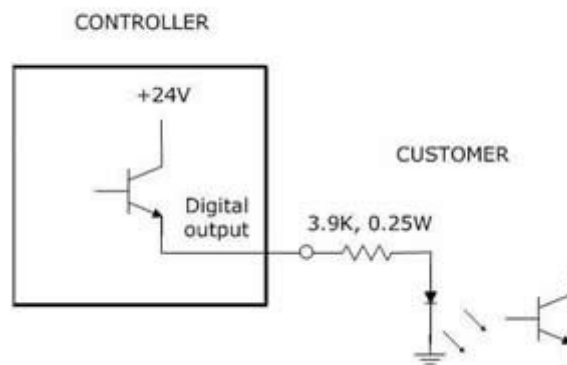 CONTROLLER
+24V
CUSTOMER
Digital
output
3.9K, 0.25W